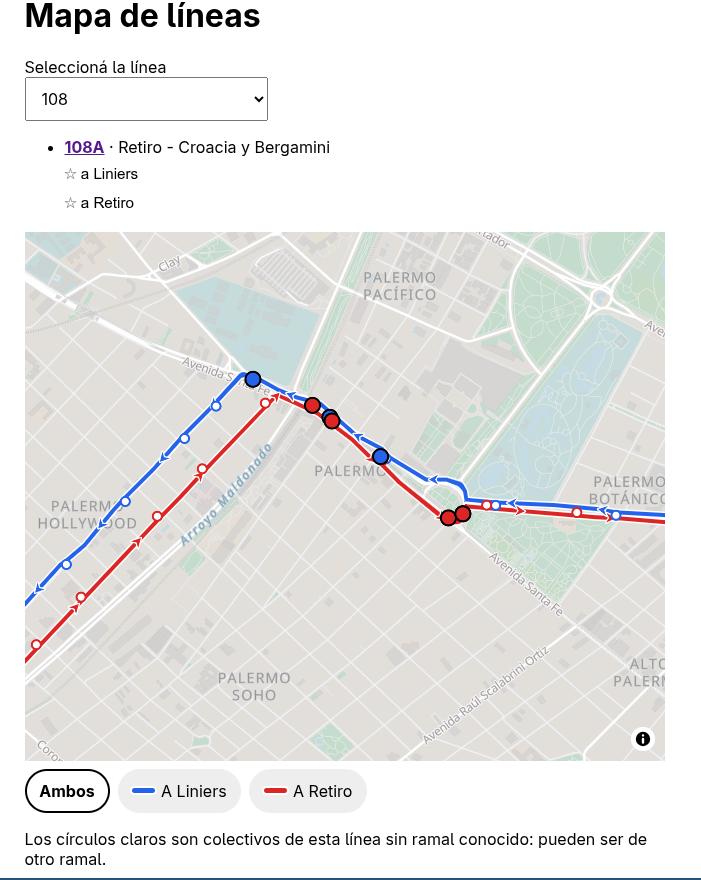 Mapa de líneas
Seleccioná la línea
108
108A · Retiro - Croacia y Bergamini
☆ a Liniers
☆ a Retiro
Clay
PALERMO
PACÍFICO
Avenida Santa Fe
PALERMO
PALERMO
BOTÁNICO
PALERMO
HOLLYWOOD
Arroyo Maldonado
Avenida Santa Fe
PALERMO
SOHO
Avenida Raúl Scalabrini Ortiz
ALTO
Ambos
A Liniers
A Retiro
Los círculos claros son colectivos de esta línea sin ramal conocido: pueden ser de
otro ramal.